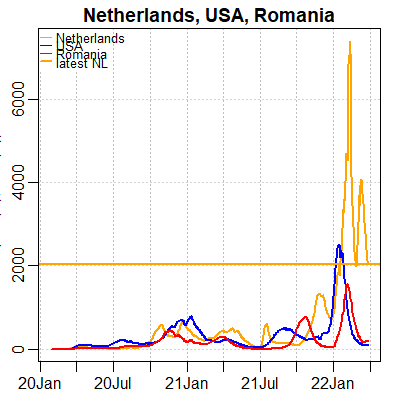 Netherlands, USA, Romania
Netherlands
USA
Romania
latest NL
6000
4000
2000
0
20Jan
20Jul
21Jan
21Jul
22Jan